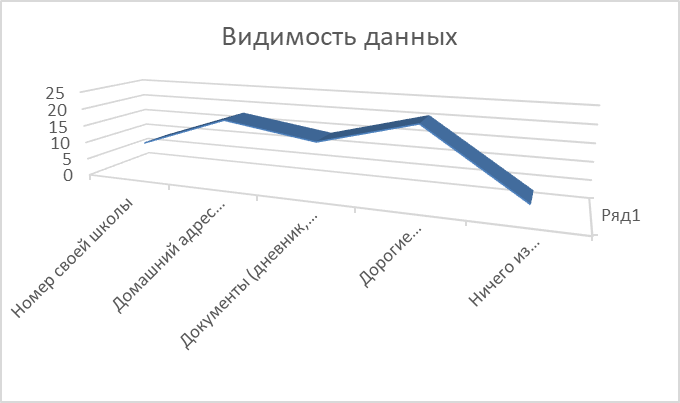 Видимость данных
25
20
15
10
5
0
Номер своей школы
Домашний адрес...
Документы (дневник,...
Дорогие...
Ничего из...
Ряд1